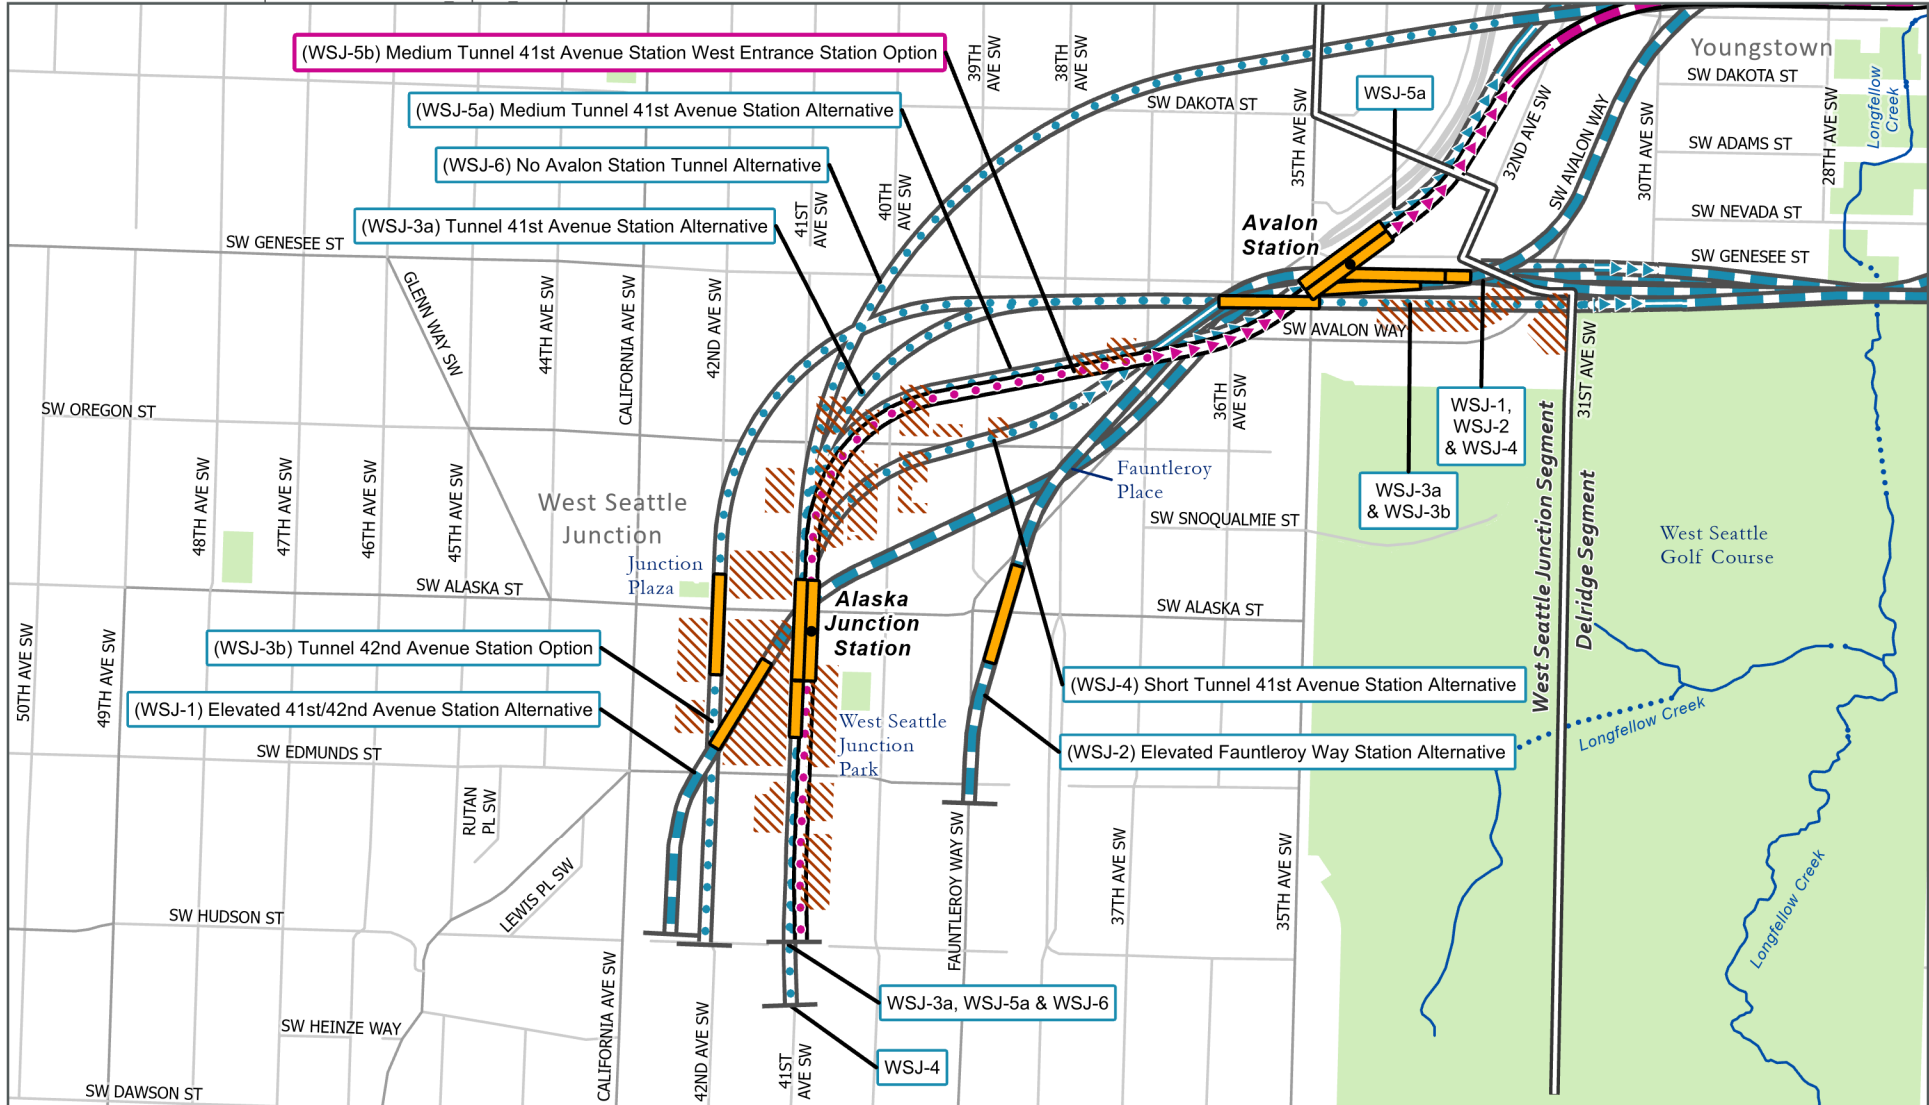 (WSJ-5b) Medium Tunnel 41st Avenue Station West Entrance Station Option
(WSJ-5a) Medium Tunnel 41st Avenue Station Alternative
(WSJ-6) No Avalon Station Tunnel Alternative
(WSJ-3a) Tunnel 41st Avenue Station Alternative
39TH
AVE SW
38TH
AVE SW
SW DAKOTA ST
35TH AVE SW
WSJ-5a
32ND AVE SW
SW AVALON WAY
Youngstown
SW DAKOTA ST
30TH AVE SW
SW ADAMS ST
28TH AVE SW
Longfellow
Creek
SW NEVADA ST
SW GENESEE ST
41ST
AVE SW
40TH
AVE SW
Avalon
Station
SW GENESEE ST
GLENN WAY SW
44TH AVE SW
CALIFORNIA AVE SW
42ND AVE SW
SW AVALON WAY
36TH
AVE SW
31ST AVE SW
WSJ-1,
WSJ-2
& WSJ-4
WSJ-3a
& WSJ-3b
SW OREGON ST
48TH AVE SW
47TH AVE SW
46TH AVE SW
45TH AVE SW
West Seattle
Junction
Fauntleroy
Place
SW SNOQUALMIE ST
West Seattle Junction Segment
Delridge Segment
West Seattle
Golf Course
Junction
Plaza
SW ALASKA ST
Alaska
Junction
Station
SW ALASKA ST
50TH AVE SW
49TH AVE SW
(WSJ-3b) Tunnel 42nd Avenue Station Option
(WSJ-1) Elevated 41st/42nd Avenue Station Alternative
(WSJ-4) Short Tunnel 41st Avenue Station Alternative
(WSJ-2) Elevated Fauntleroy Way Station Alternative
West Seattle
Junction
Park
Longfellow Creek
SW EDMUNDS ST
RUTAN
PL SW
LEWIS PL SW
SW HUDSON ST
FAUNTLEROY WAY SW
37TH AVE SW
35TH AVE SW
Longfellow Creek
CALIFORNIA AVE SW
42ND AVE SW
41ST
AVE SW
WSJ-3a, WSJ-5a & WSJ-6
WSJ-4
SW HEINZE WAY
SW DAWSON ST